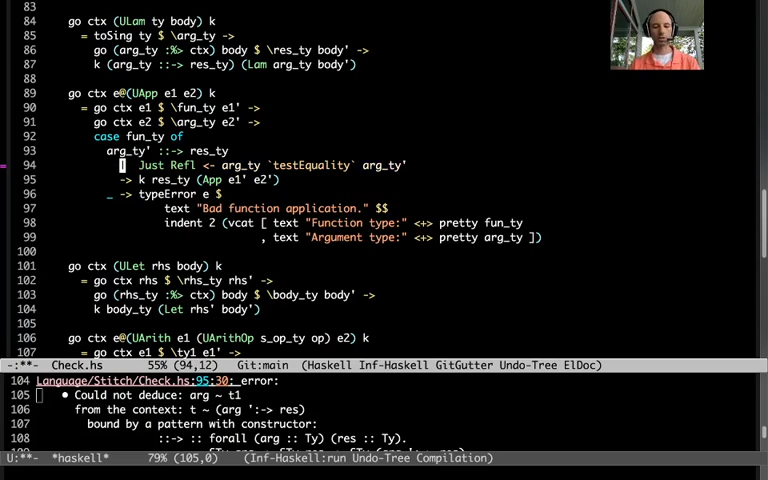 83
84 go ctx (ULam ty body) k
85 = toSing ty $ \arg_ty ->
86 go (arg_ty :%> ctx) body $ \res_ty body' ->
87 k (arg_ty ::-> res_ty) (Lam arg_ty body')
88
89 go ctx e@(UApp e1 e2) k
90 = go ctx e1 $ \fun_ty e1' ->
91 go ctx e2 $ \arg_ty e2' ->
92 case fun_ty of
93 arg_ty' ::-> res_ty
94 | Just Refl <- arg_ty `testEquality` arg_ty'
95 -> k res_ty (App e1' e2')
96 _ -> typeError e $
97 text "Bad function application." $$
98 indent 2 (vcat [ text "Function type:" <+> pretty fun_ty
99 , text "Argument type:" <+> pretty arg_ty ])
100
101 go ctx (ULet rhs body) k
102 = go ctx rhs $ \rhs_ty rhs' ->
103 go (rhs_ty :%> ctx) body $ \body_ty body' ->
104 k body_ty (Let rhs' body')
105
106 go ctx e@(UArith e1 (UArithOp s_op_ty op) e2) k
107 = go ctx e1 $ \ty1 e1' ->
-:**- Check.hs 55% (94,12) Git:main (Haskell Inf-Haskell GitGutter Undo-Tree ElDoc)
104 Language/Stitch/Check.hs:95:30: error:
105 • Could not deduce: arg ~ t1
106 from the context: t ~ (arg ':-> res)
107 bound by a pattern with constructor:
108 ::-> :: forall (arg :: Ty) (res :: Ty).
U:**- *haskell* 79% (105,0) (Inf-Haskell:run Undo-Tree Compilation)